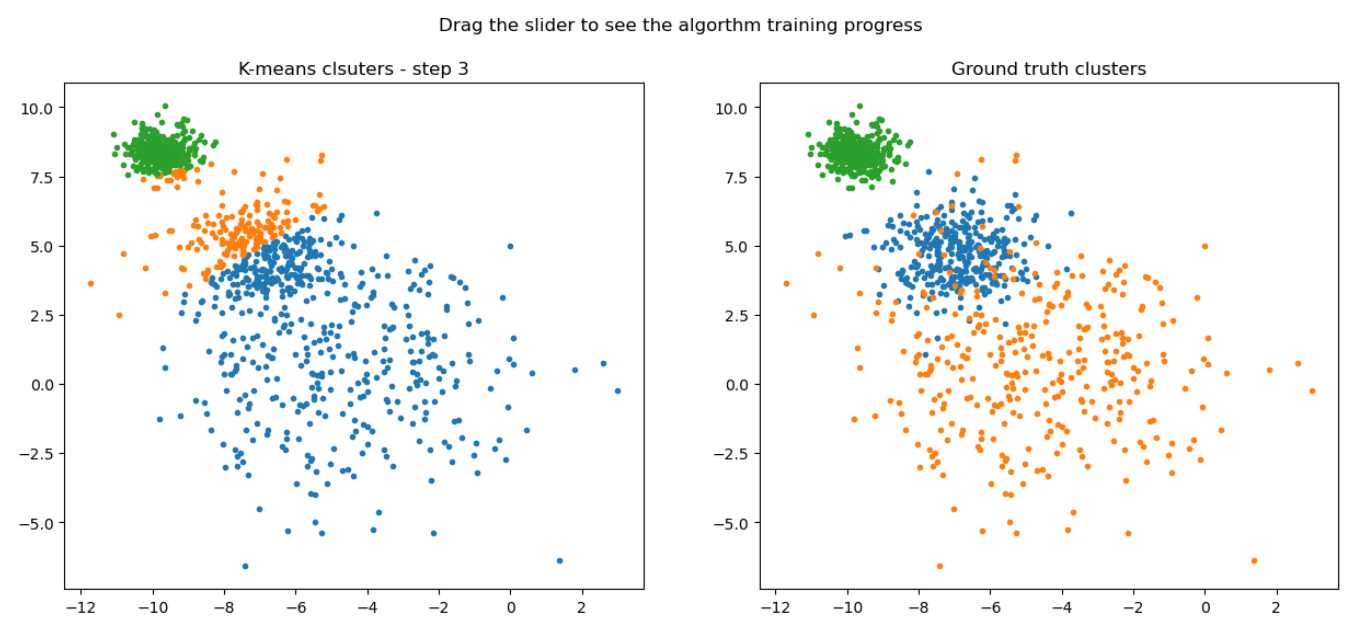 Drag the slider to see the algorthm training progress
K-means clsuters - step 3
Ground truth clusters
10.0
7.5
5.0
2.5
0.0
−2.5
−5.0
−12 −10 −8 −6 −4 −2 0 2
10.0
7.5
5.0
2.5
0.0
−2.5
−5.0
−12 −10 −8 −6 −4 −2 0 2